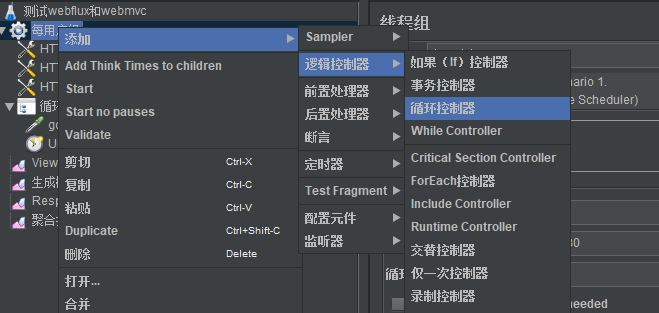 测试webflux和webmvc
每用户组
HT
HT
HT
循环
go
U
View
生成
Resp
聚合
添加
Add Think Times to children
Start
Start no pauses
Validate
剪切 Ctrl-X
复制 Ctrl-C
粘贴 Ctrl-V
Duplicate Ctrl+Shift-C
删除 Delete
打开...
合并
Sampler
逻辑控制器
前置处理器
后置处理器
断言
定时器
Test Fragment
配置元件
监听器
如果（If）控制器
事务控制器
循环控制器
While Controller
Critical Section Controller
ForEach控制器
Include Controller
Runtime Controller
交替控制器
仅一次控制器
录制控制器
线程组
nario 1.
e Scheduler)
30
循环
needed